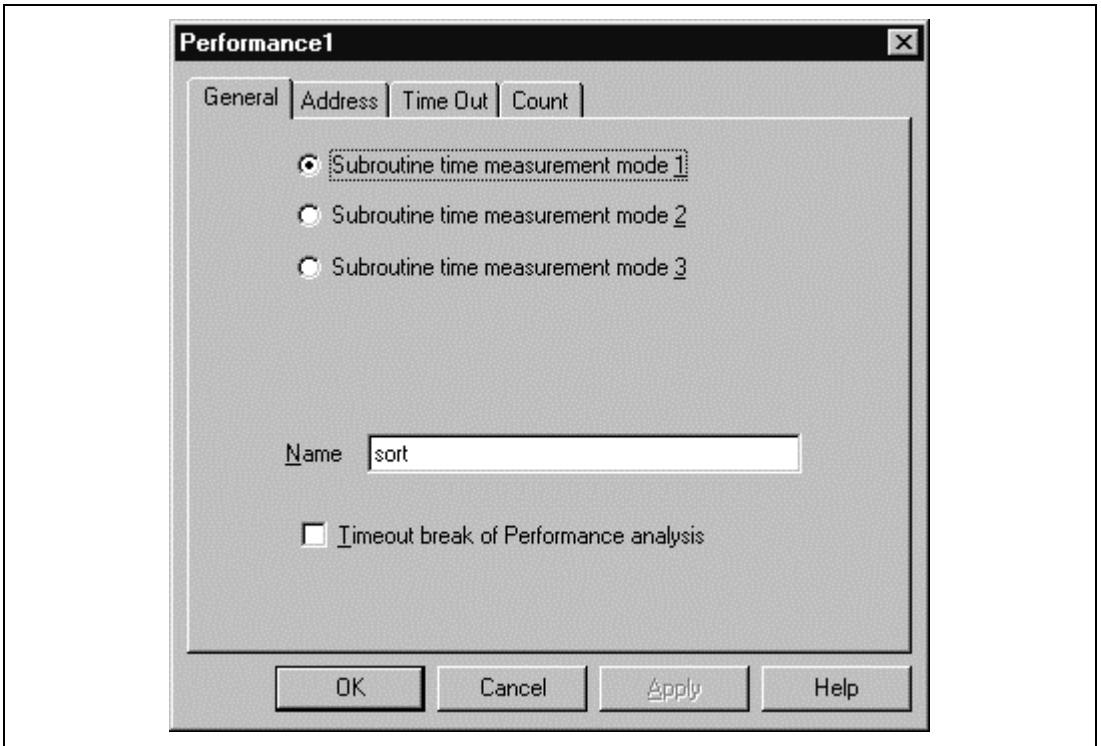 Performance1
General Address Time Out Count
Subroutine time measurement mode 1
Subroutine time measurement mode 2
Subroutine time measurement mode 3
Name sort
Timeout break of Performance analysis
OK Cancel Apply Help